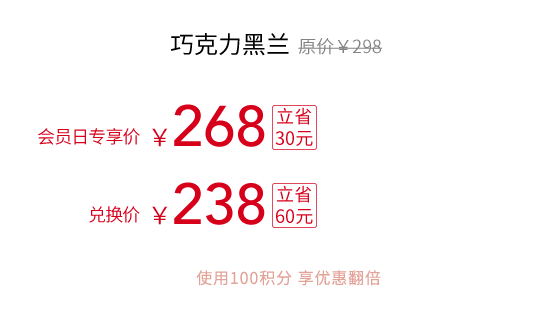 巧克力黑兰 原价￥298
会员日专享价 ￥268 立省30元
兑换价 ￥238 立省60元
使用100积分 享优惠翻倍